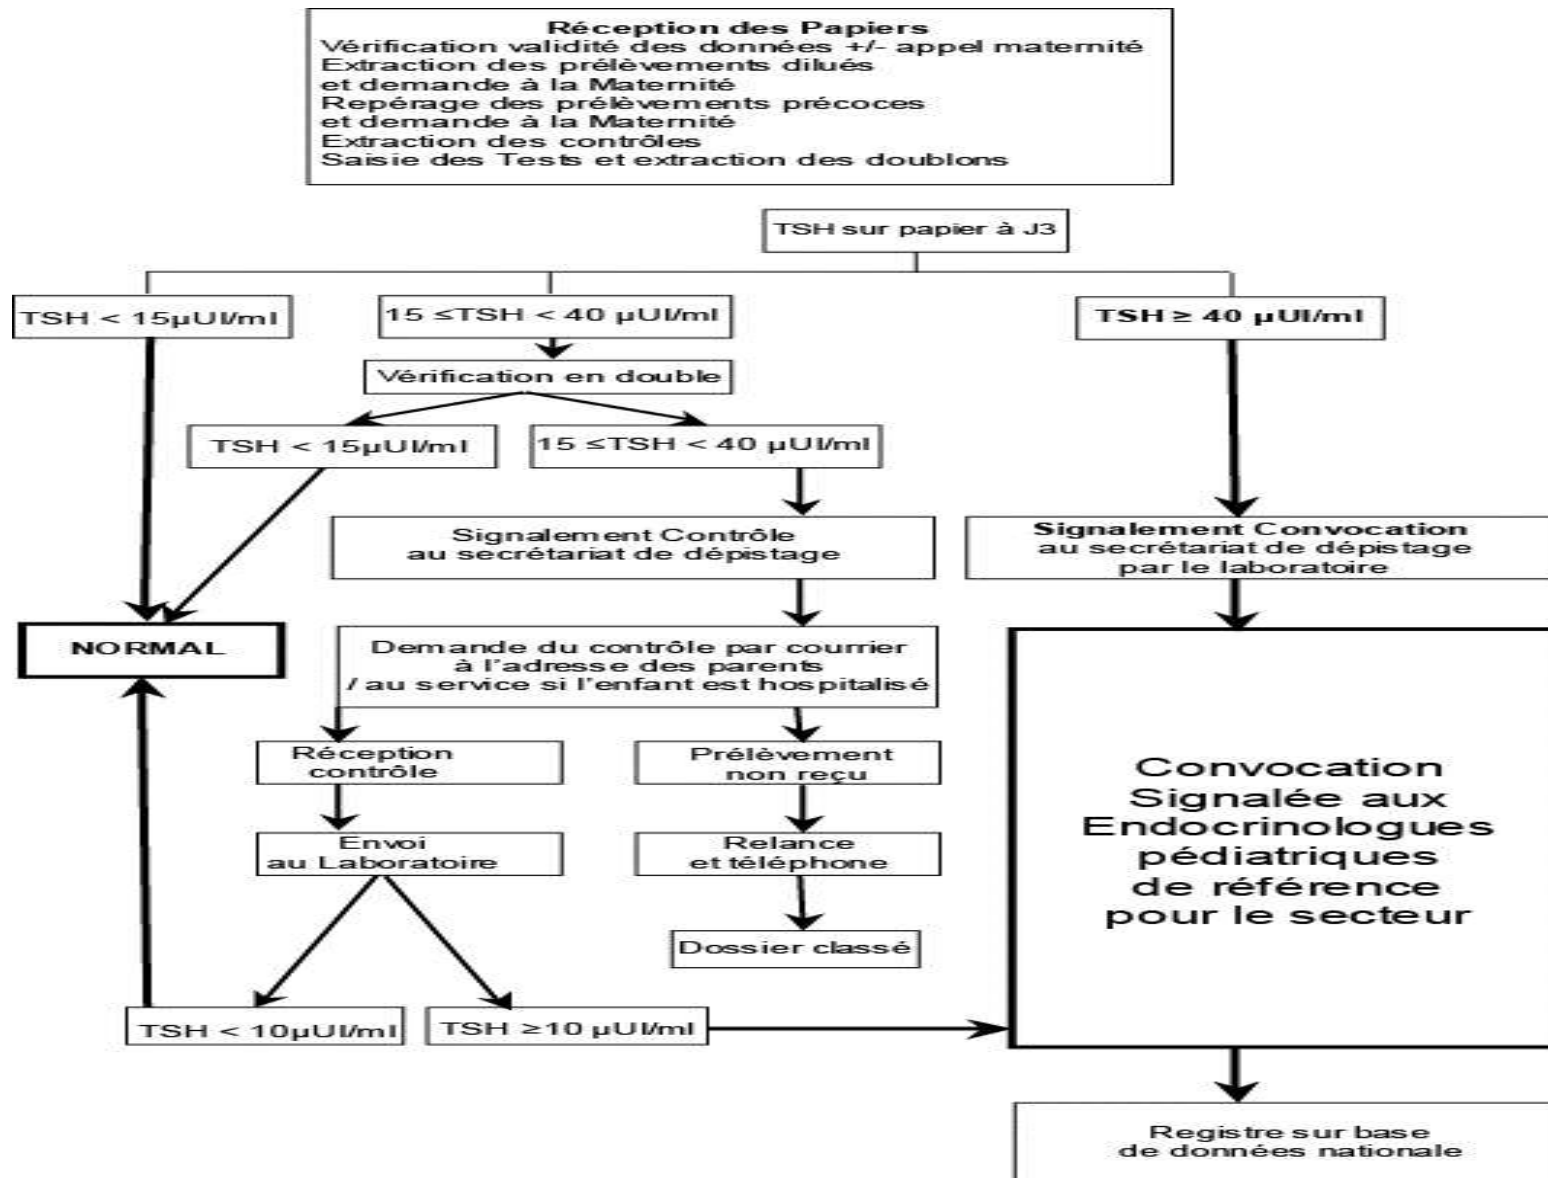 Réception des Papiers
Vérification validité des données +/- appel maternité
Extraction des prélèvements dilués
et demande à la Maternité
Repérage des prélèvements précoces
et demande à la Maternité
Extraction des contrôles
Saisie des Tests et extraction des doublons
TSH sur papier à J3
TSH < 15µUI/ml
15 ≤TSH < 40 µUI/ml
TSH ≥ 40 µUI/ml
Vérification en double
TSH < 15µUI/ml
15 ≤TSH < 40 µUI/ml
Signalement Contrôle
au secrétariat de dépistage
Signalement Convocation
au secrétariat de dépistage
par le laboratoire
NORMAL
Demande du contrôle par courrier
à l'adresse des parents
/ au service si l'enfant est hospitalisé
Réception
contrôle
Prélèvement
non reçu
Envoi
au Laboratoire
Relance
et téléphone
Dossier classé
TSH < 10µUI/ml
TSH ≥10 µUI/ml
Convocation
Signalée aux
Endocrinologues
pédiatriques
de référence
pour le secteur
Registre sur base
de données nationale